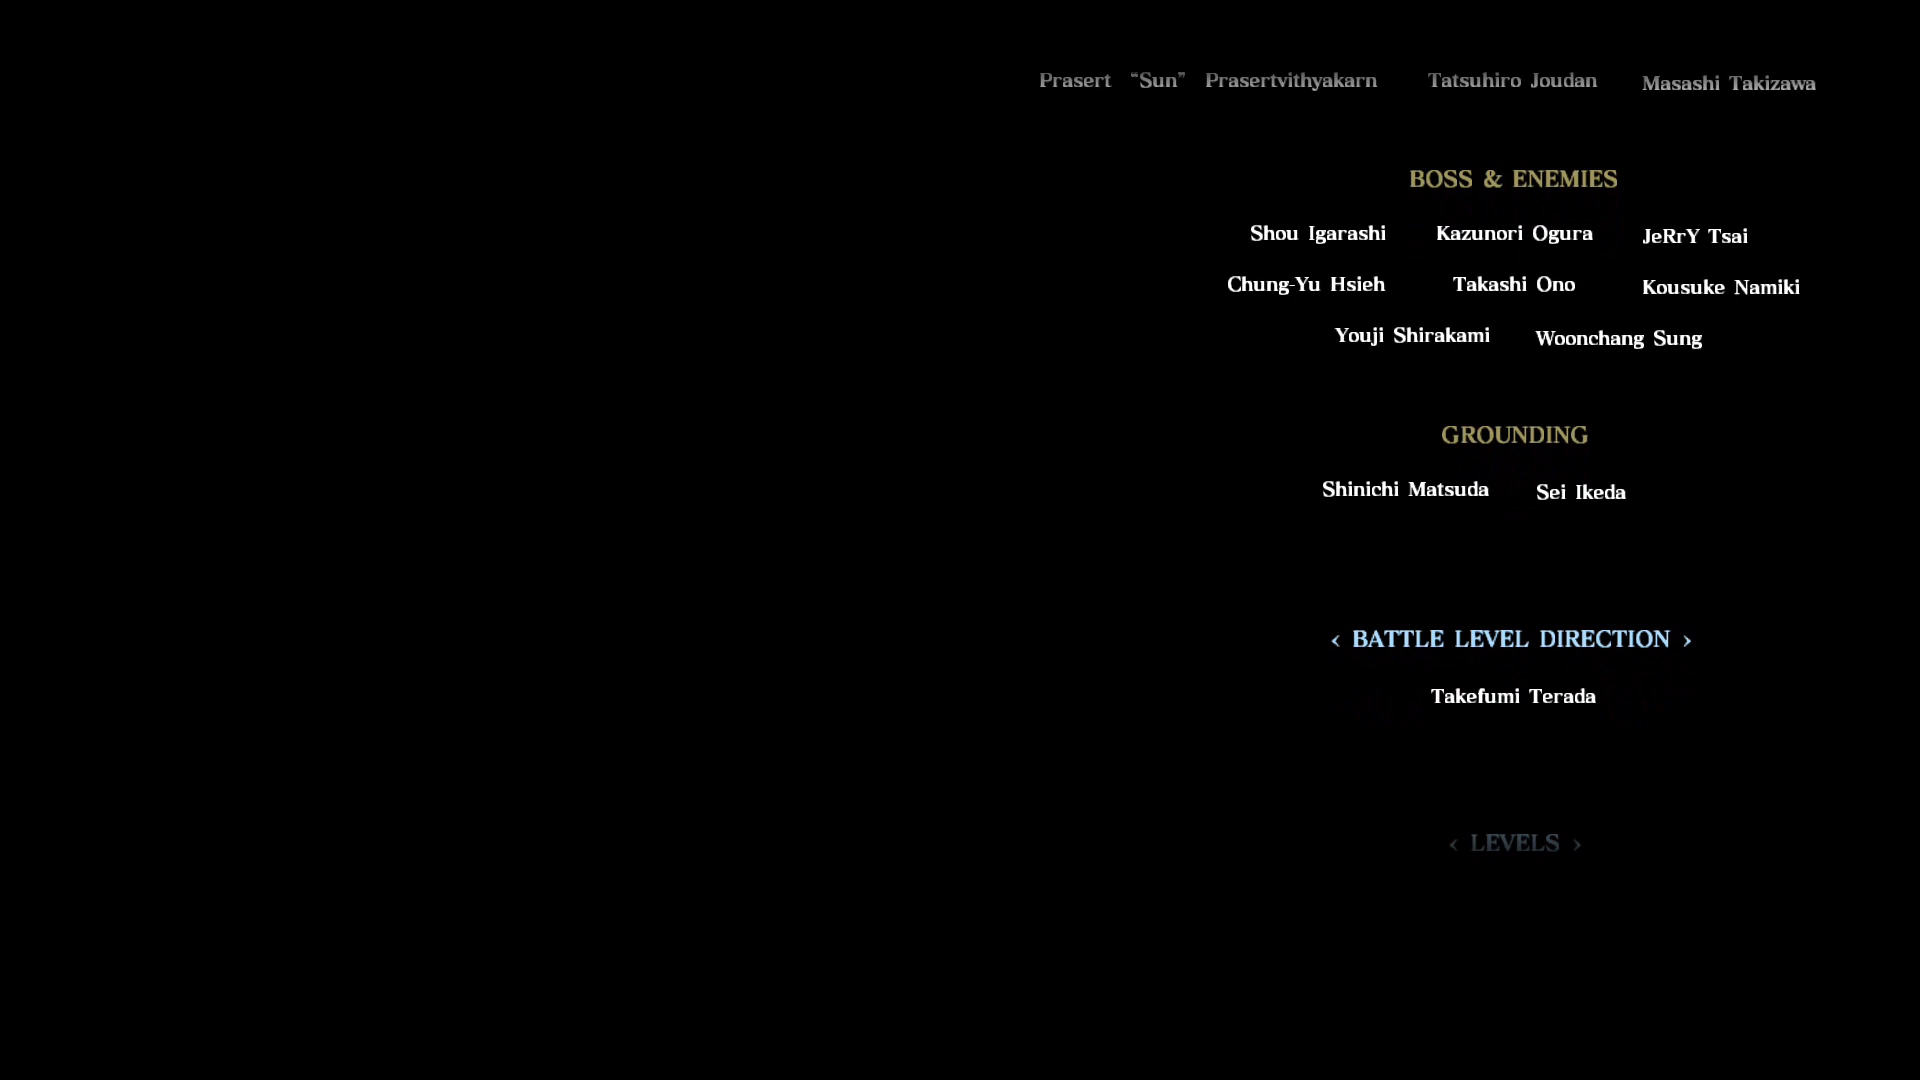 Prasert “Sun” Prasertvithyakarn Tatsuhiro Joudan Masashi Takizawa
BOSS & ENEMIES
Shou Igarashi Kazunori Ogura JeRrY Tsai
Chung-Yu Hsieh Takashi Ono Kousuke Namiki
Youji Shirakami Woonchang Sung
GROUNDING
Shinichi Matsuda Sei Ikeda
‹ BATTLE LEVEL DIRECTION ›
Takefumi Terada
‹ LEVELS ›